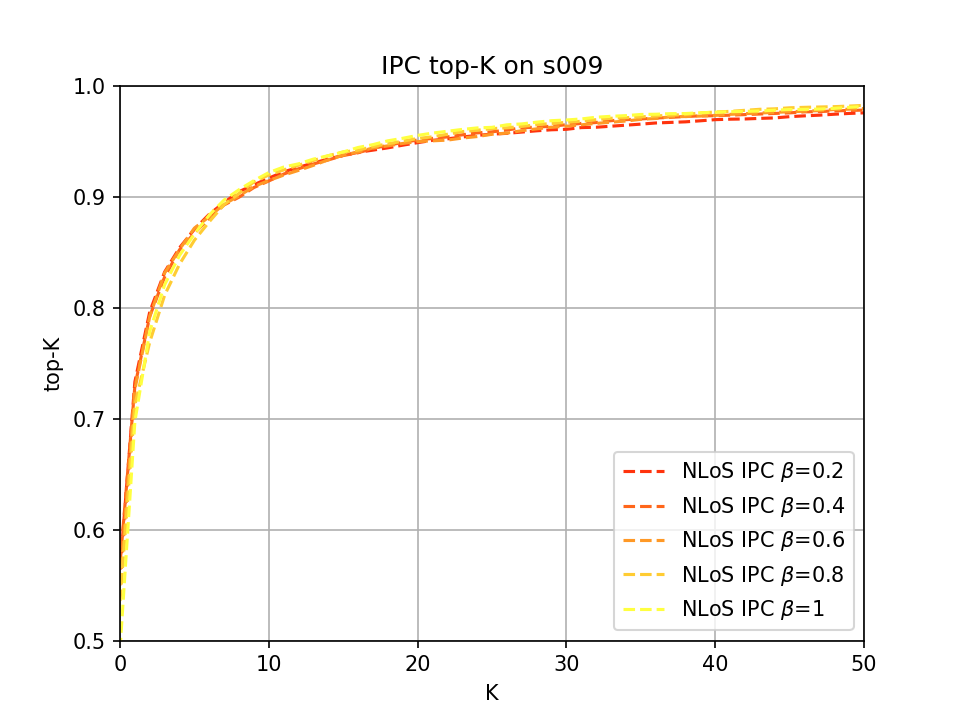 IPC top-K on s009
1.0
0.9
0.8
0.7
0.6
0.5
top-K
0 10 20 30 40 50
K
NLoS IPC β=0.2
NLoS IPC β=0.4
NLoS IPC β=0.6
NLoS IPC β=0.8
NLoS IPC β=1